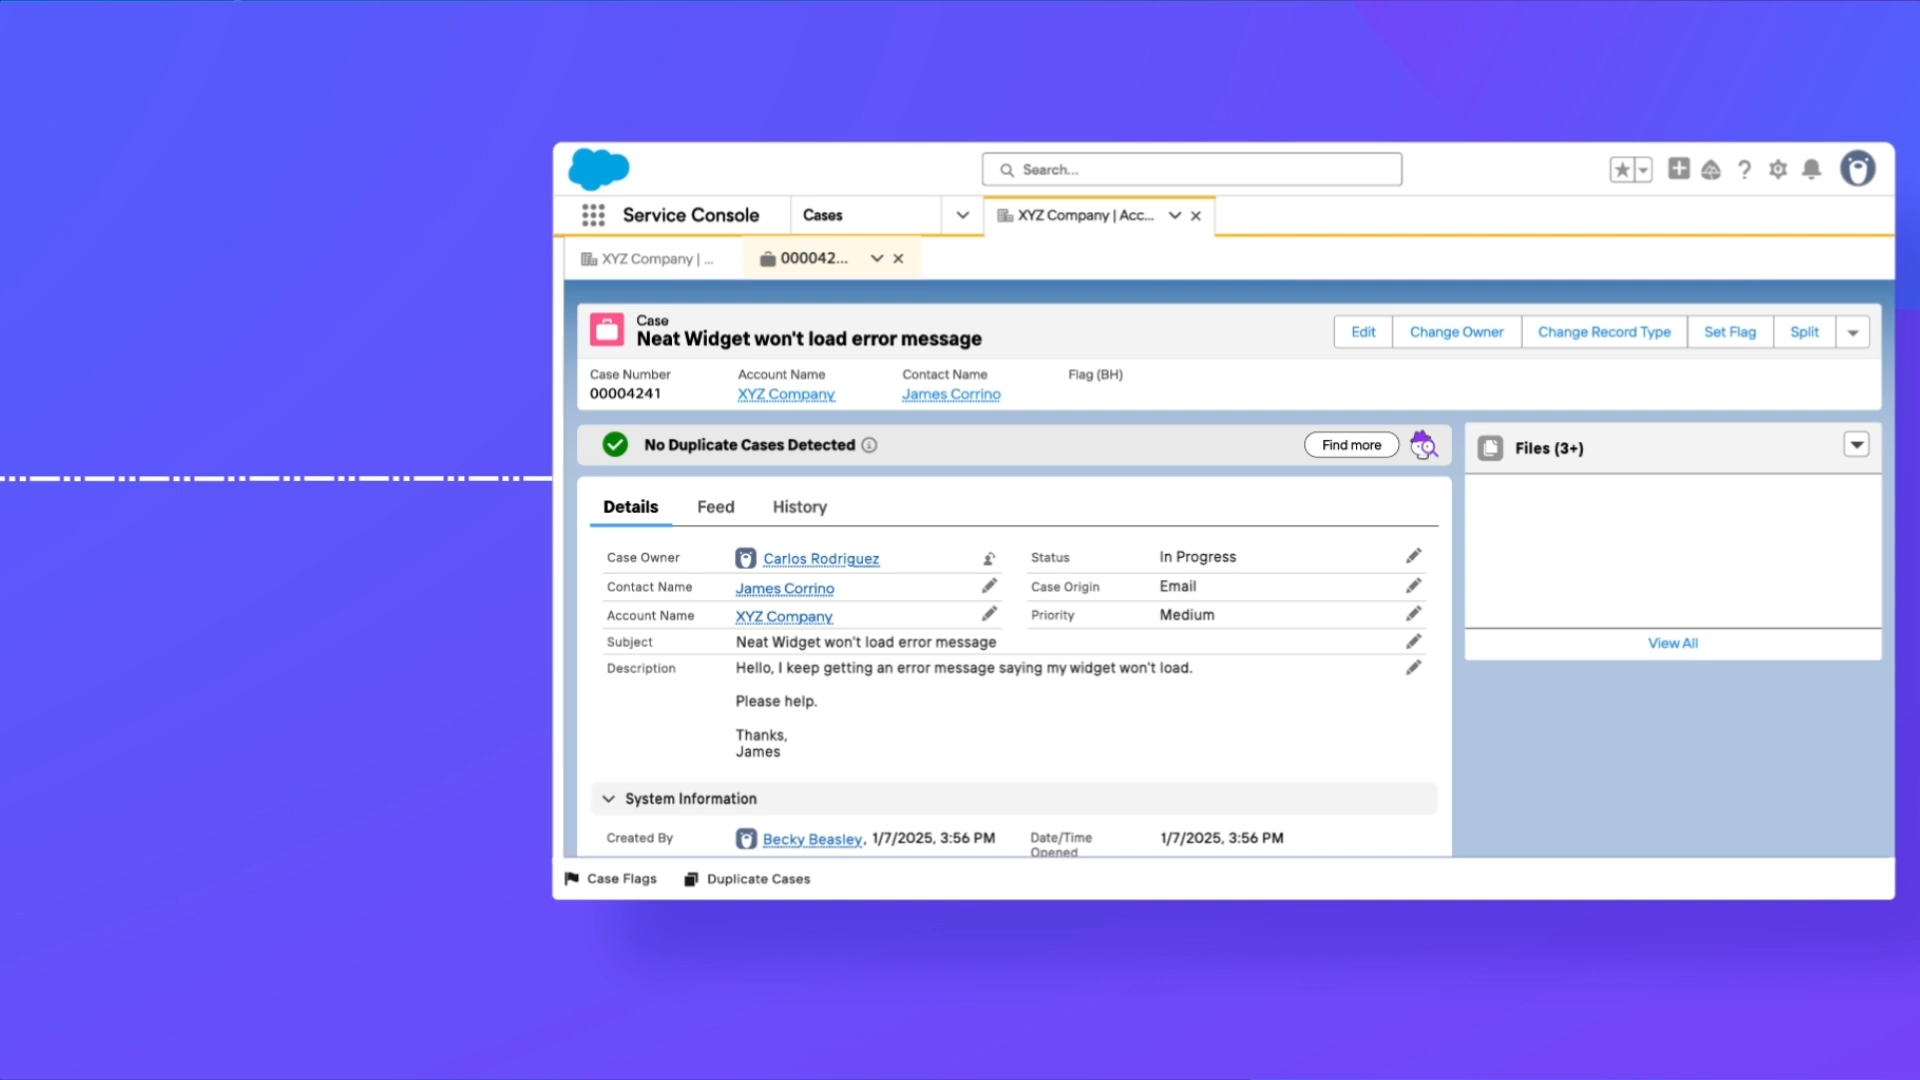 Search...
Service Console
Cases
XYZ Company | Acc...
XYZ Company | ...
000042...
Case
Neat Widget won't load error message
Edit
Change Owner
Change Record Type
Set Flag
Split
Case Number
Account Name
Contact Name
Flag (BH)
00004241
XYZ Company
James Corrino
No Duplicate Cases Detected
Find more
Files (3+)
View All
Details
Feed
History
Case Owner
Carlos Rodriguez
Status
In Progress
Contact Name
James Corrino
Case Origin
Email
Account Name
XYZ Company
Priority
Medium
Subject
Neat Widget won't load error message
Description
Hello, I keep getting an error message saying my widget won't load.
Please help.
Thanks,
James
System Information
Created By
Becky Beasley, 1/7/2025, 3:56 PM
Date/Time
Opened
1/7/2025, 3:56 PM
Case Flags
Duplicate Cases